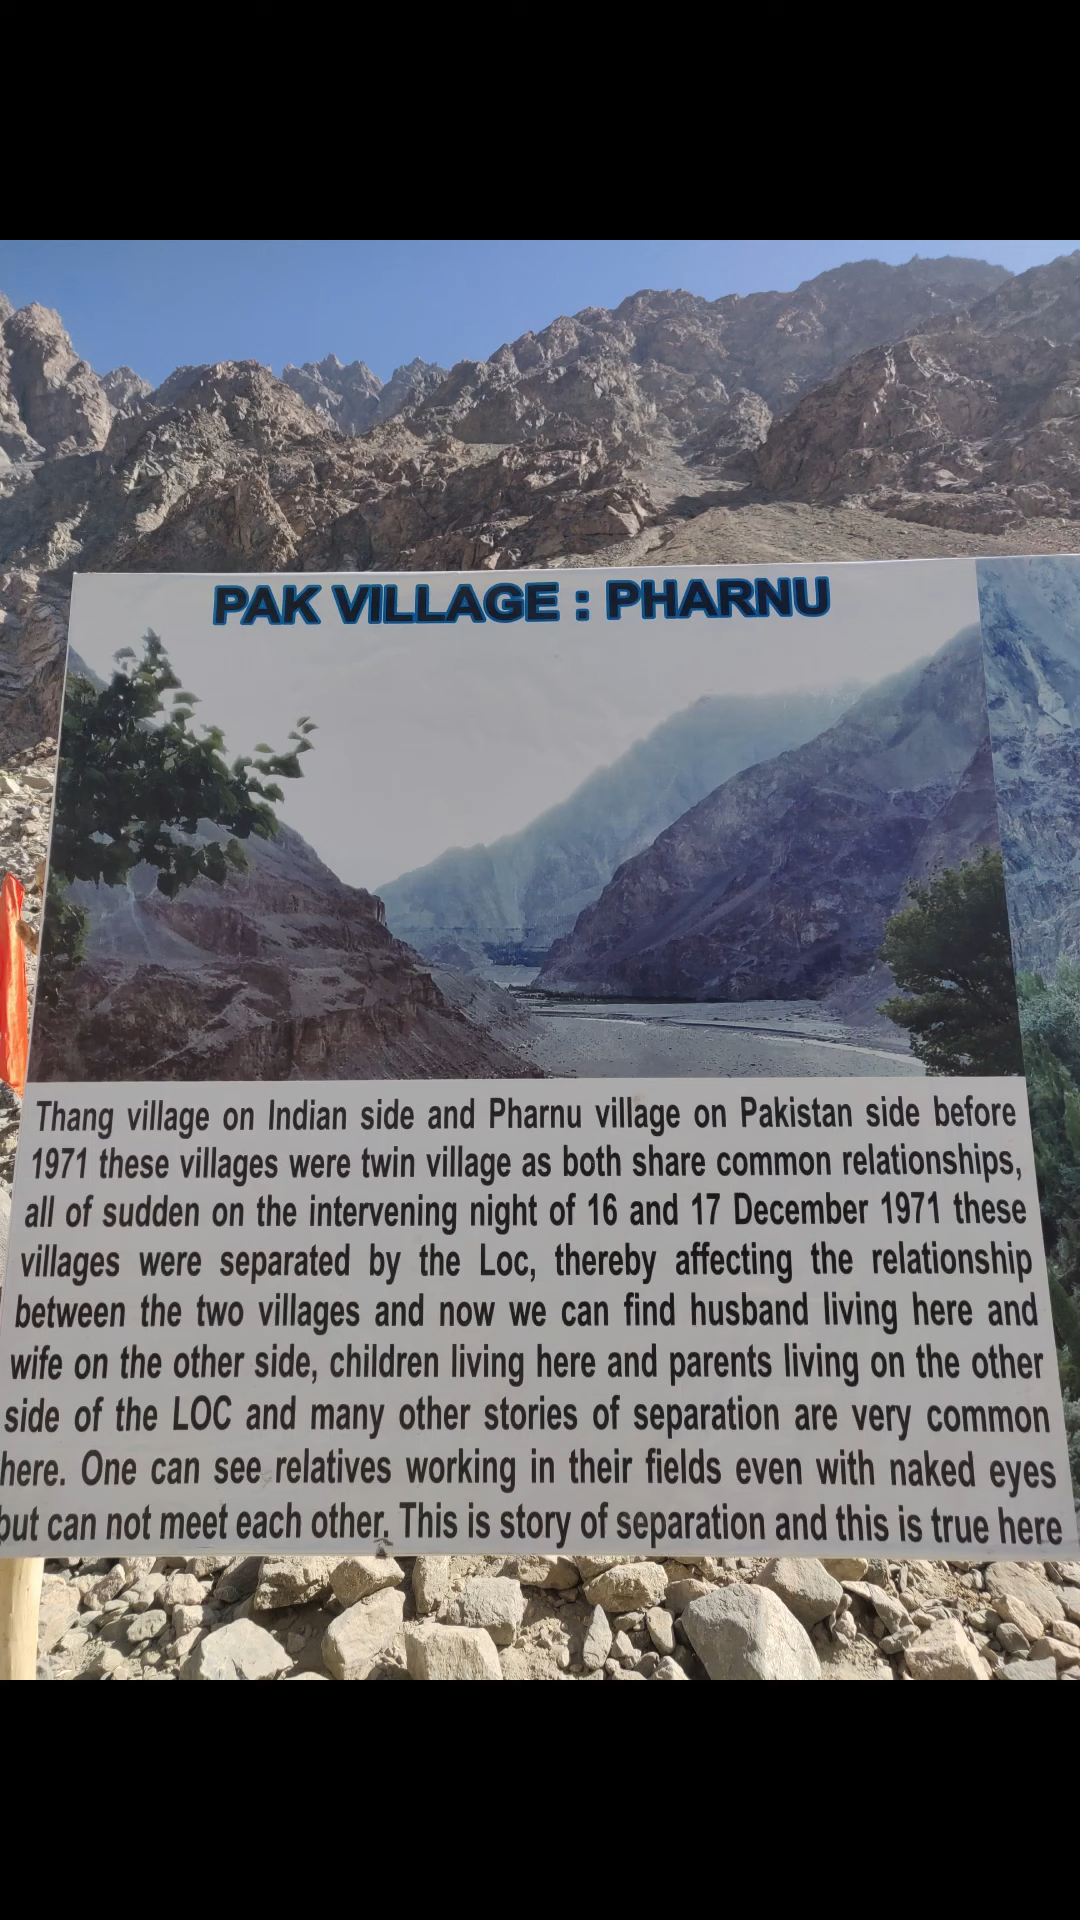 PAK VILLAGE : PHARNU
Thang village on Indian side and Pharnu village on Pakistan side before
1971 these villages were twin village as both share common relationships,
all of sudden on the intervening night of 16 and 17 December 1971 these
villages were separated by the Loc, thereby affecting the relationship
between the two villages and now we can find husband living here and
wife on the other side, children living here and parents living on the other
side of the LOC and many other stories of separation are very common
here. One can see relatives working in their fields even with naked eyes
but can not meet each other. This is story of separation and this is true here